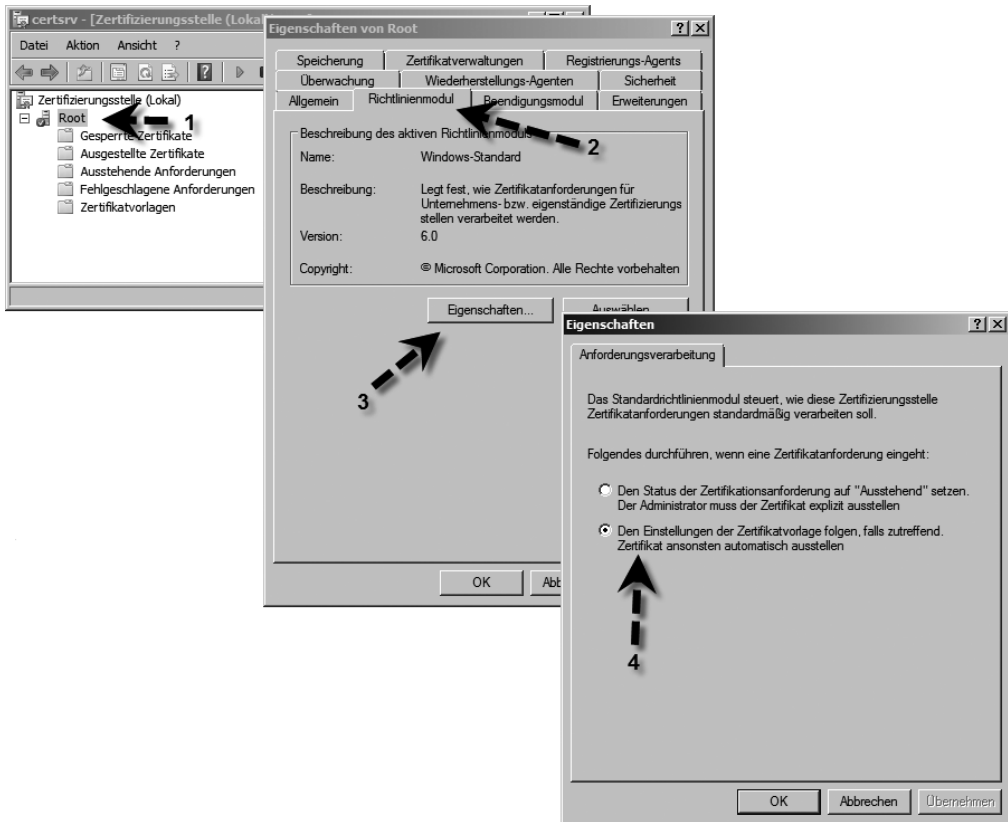 certsrv - [Zertifizierungsstelle (Lokal)
Datei Aktion Ansicht ?
Zertifizierungsstelle (Lokal)
Root
1
Gesperrte Zertifikate
Ausgestellte Zertifikate
Ausstehende Anforderungen
Fehlgeschlagene Anforderungen
Zertifikatvorlagen
Eigenschaften von Root
Speicherung Zertifikatverwaltungen Registrierungs-Agents
Überwachung Wiederherstellungs-Agenten Sicherheit
Allgemein Richtlinienmodul Beendigungsmodul Erweiterungen
2
Beschreibung des aktiven Richtlinienmoduls
Name: Windows-Standard
Beschreibung: Legt fest, wie Zertifikatanforderungen für
Unternehmens- bzw. eigenständige Zertifizierungs
stellen verarbeitet werden.
Version: 6.0
Copyright: © Microsoft Corporation. Alle Rechte vorbehalten
Eigenschaften... Auswählen
3
OK Abb
Eigenschaften
Anforderungsverarbeitung
Das Standardrichtlinienmodul steuert, wie diese Zertifizierungsstelle
Zertifikatanforderungen standardmäßig verarbeiten soll.
Folgendes durchführen, wenn eine Zertifikatanforderung eingeht:
Den Status der Zertifikationsanforderung auf "Ausstehend" setzen.
Der Administrator muss der Zertifikat explizit ausstellen
Den Einstellungen der Zertifikatvorlage folgen, falls zutreffend.
Zertifikat ansonsten automatisch ausstellen
4
OK Abbrechen Übernehmen